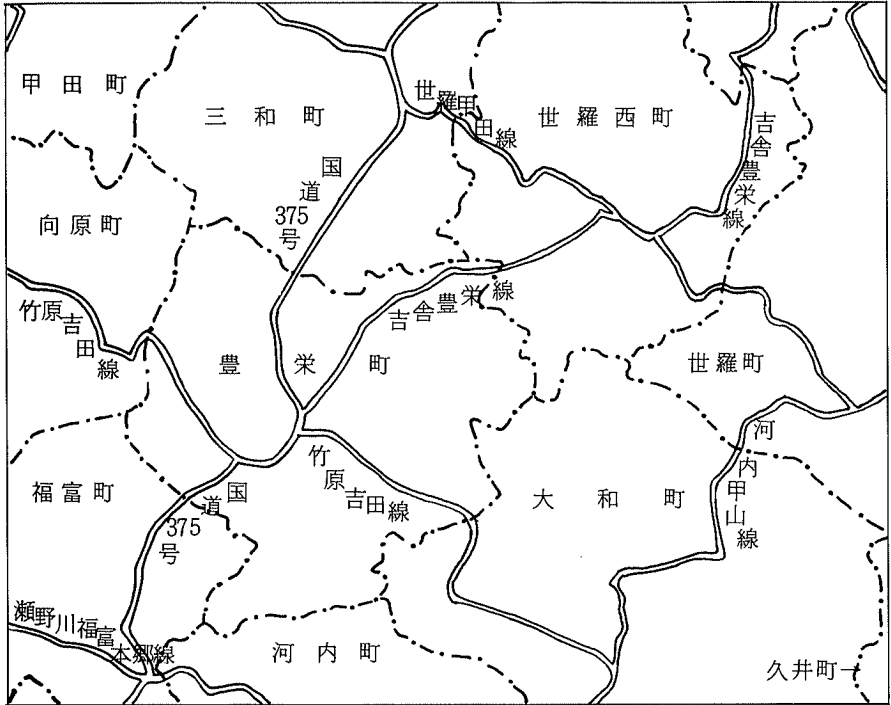 甲田町
三和町
世羅甲田線
世羅西町
吉舎豊栄線
国道375号
向原町
竹原吉田線
吉舎豊栄線
豊栄町
世羅町
河内甲山線
竹原吉田線
福富町
国道375号
大和町
瀬野川福富本郷線
河内町
久井町→